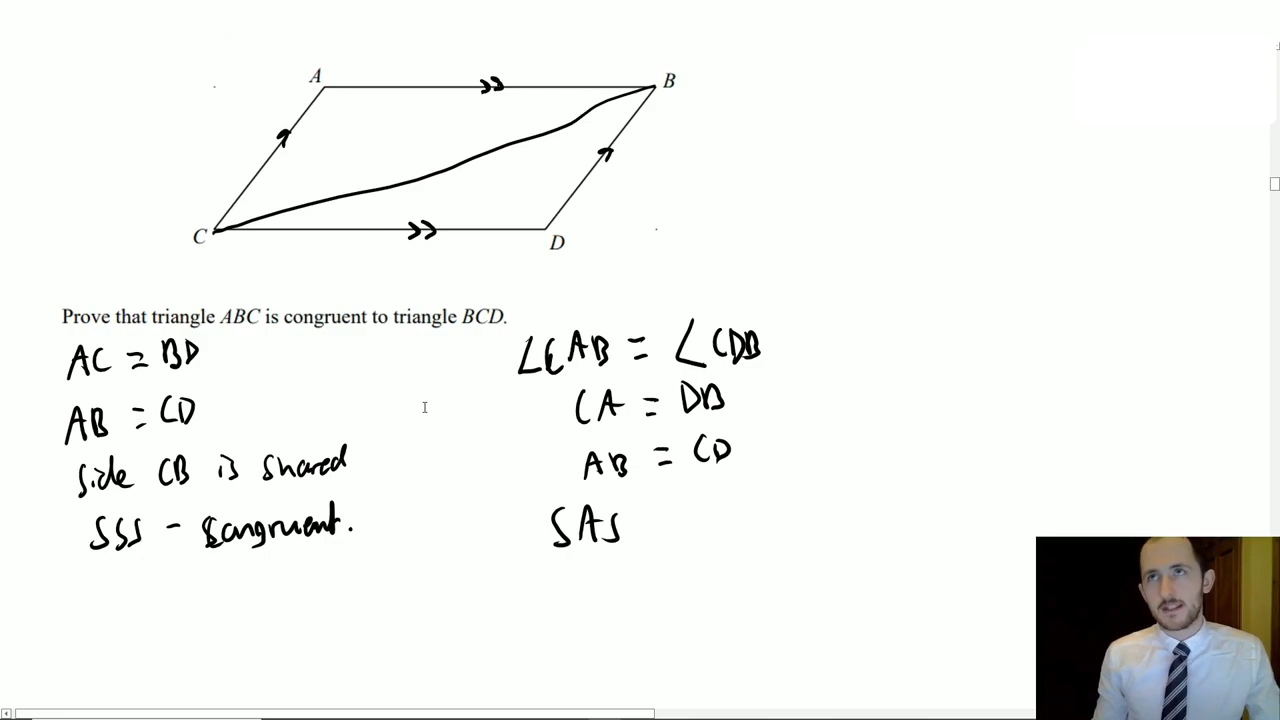 A
B
C
D
Prove that triangle ABC is congruent to triangle BCD.
AC = BD
AB = CD
Side CB is shared
SSS - congruent.
∠CAB = ∠CDB
CA = DB
AB = CD
SAS